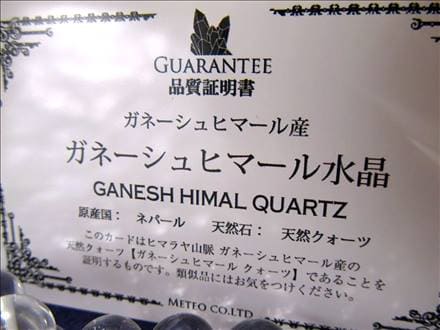 GUARANTEE
品質証明書
ガネーシュヒマール産
ガネーシュヒマール水晶
GANESH HIMAL QUARTZ
原産国： ネパール 天然石： 天然クォーツ
このカードはヒマラヤ山脈 ガネーシュヒマール産の
天然クォーツ【ガネーシュヒマール クォーツ】であることを
証明するものです。類似品にはお気をつけください。
METEO CO.LTD